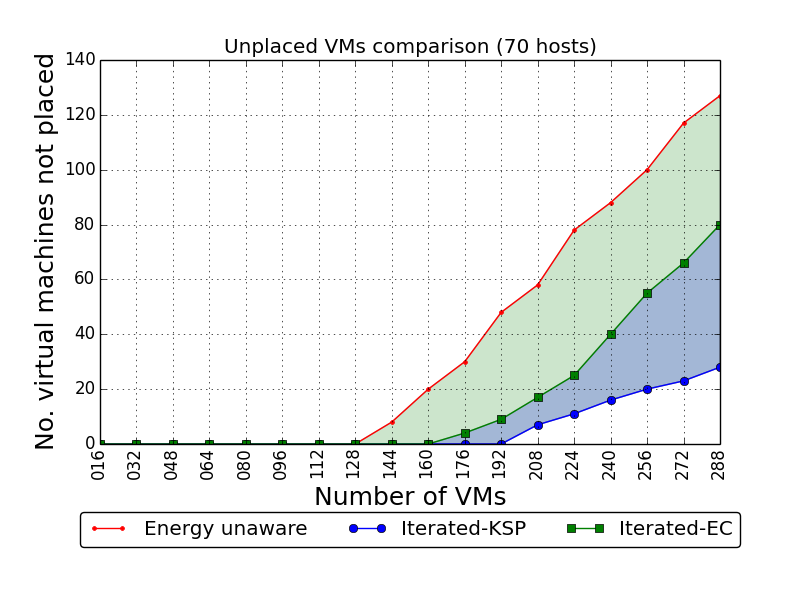 Unplaced VMs comparison (70 hosts)
No. virtual machines not placed
140
120
100
80
60
40
20
0
016 032 048 064 080 096 112 128 144 160 176 192 208 224 240 256 272 288
Number of VMs
Energy unaware Iterated-KSP Iterated-EC